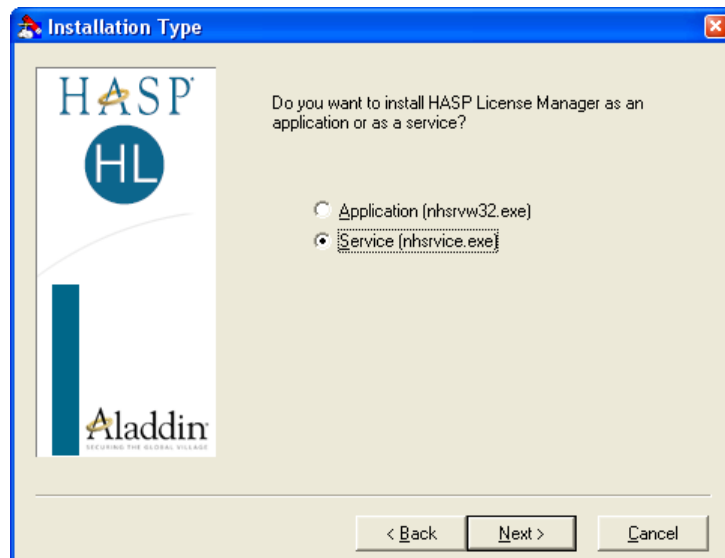 Installation Type
HASP
HL
Do you want to install HASP License Manager as an
application or as a service?
Application (nhsrvw32.exe)
Service (nhsrvice.exe)
Aladdin
SECURING THE GLOBAL VILLAGE
< Back
Next >
Cancel